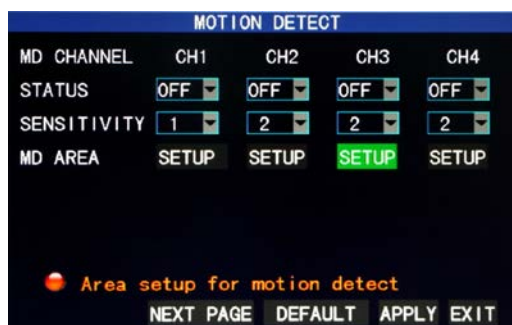 MOTION DETECT
MD CHANNEL CH1 CH2 CH3 CH4
STATUS OFF OFF OFF OFF
SENSITIVITY 1 2 2 2
MD AREA SETUP SETUP SETUP SETUP
Area setup for motion detect
NEXT PAGE DEFAULT APPLY EXIT